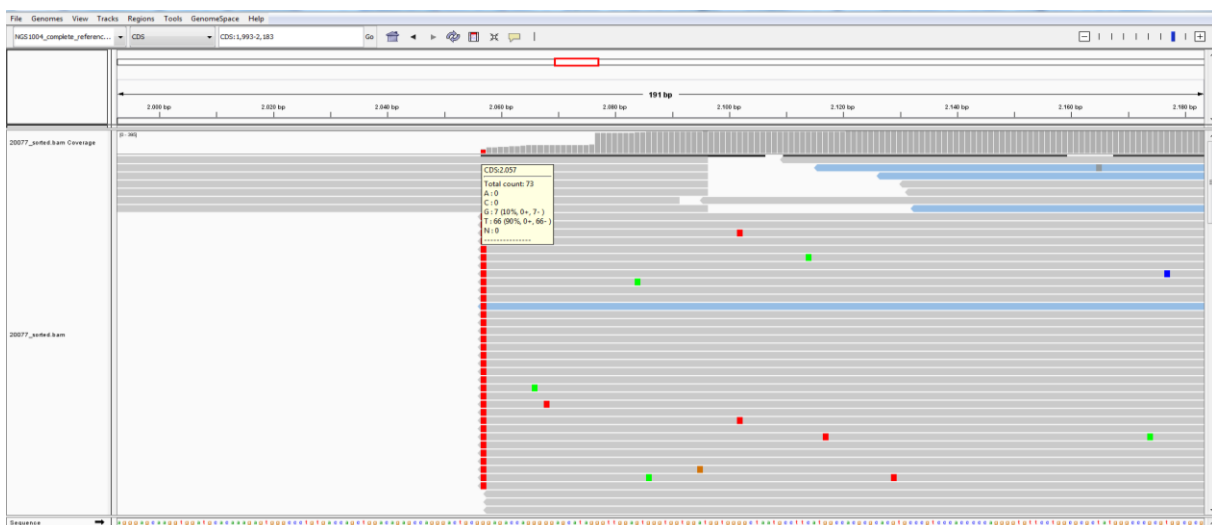 File Genomes View Tracks Regions Tools GenomeSpace Help
NGS1004_complete_referenc... CDS CDS:1,993-2,183 Go
191 bp
2.000 bp 2.020 bp 2.040 bp 2.060 bp 2.080 bp 2.100 bp 2.120 bp 2.140 bp 2.160 bp 2.180 bp
20077_sorted.bam Coverage
CDS:2.057
Total count: 73
A : 0
C : 0
G : 7 (10%, 0+, 7- )
T : 66 (90%, 0+, 66- )
N : 0
---------------
20077_sorted.bam
Sequence